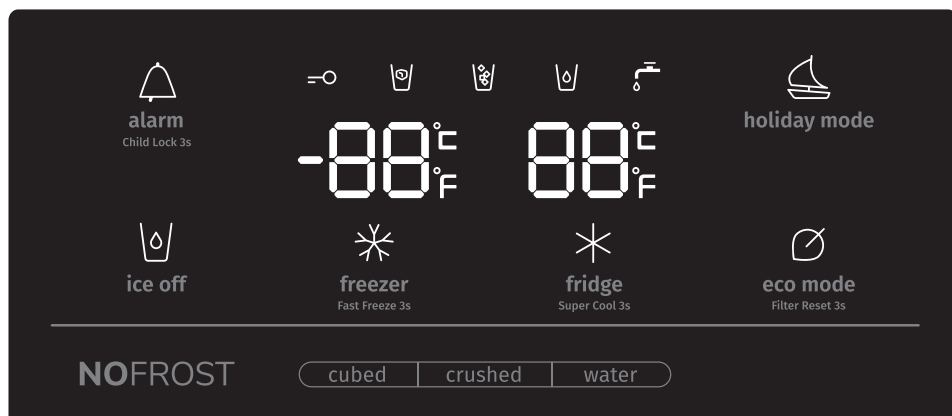 alarm
Child Lock 3s
-88 °C °F
88 °C °F
holiday mode
ice off
freezer
Fast Freeze 3s
fridge
Super Cool 3s
eco mode
Filter Reset 3s
NOFROST
cubed
crushed
water